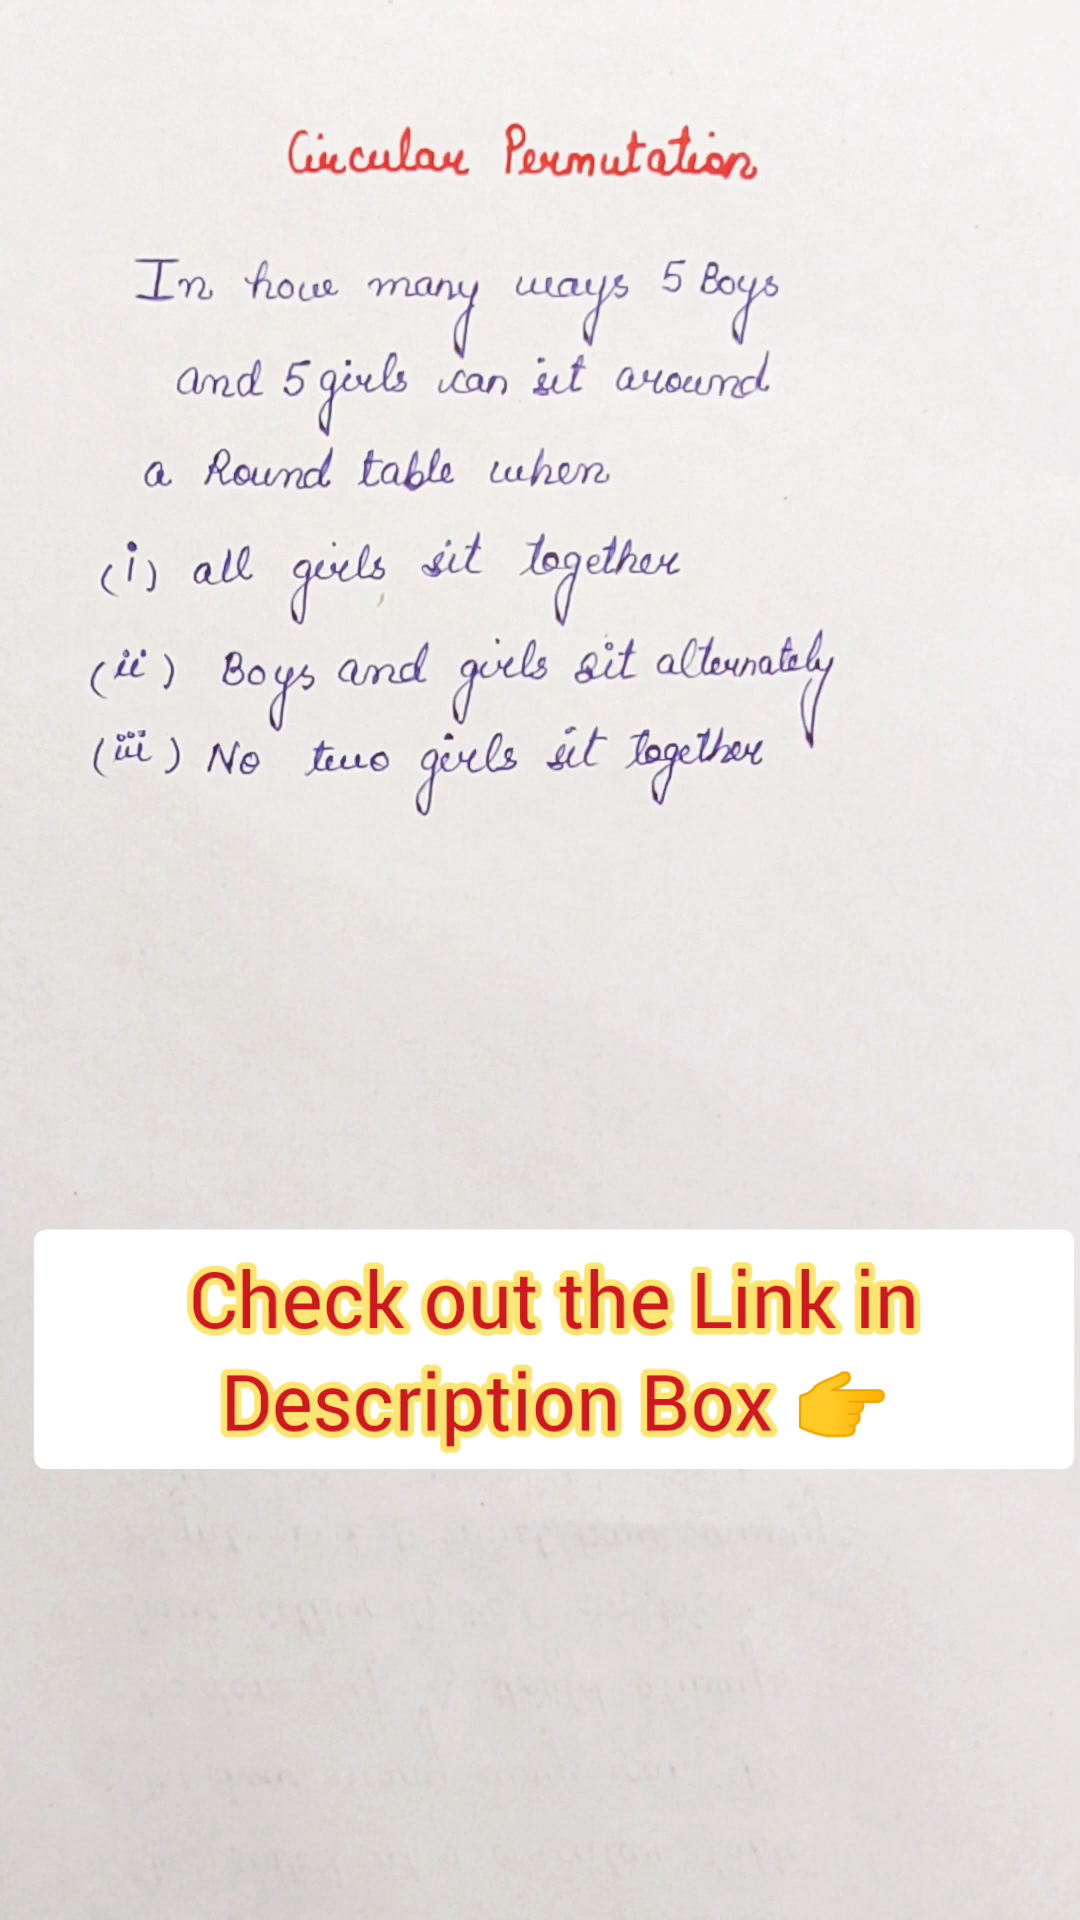 Circular Permutation
In how many ways 5 Boys
and 5 girls can sit around
a Round table when
(i) all girls sit together
(ii) Boys and girls sit alternately
(iii) No two girls sit together
Check out the Link in
Description Box 👉